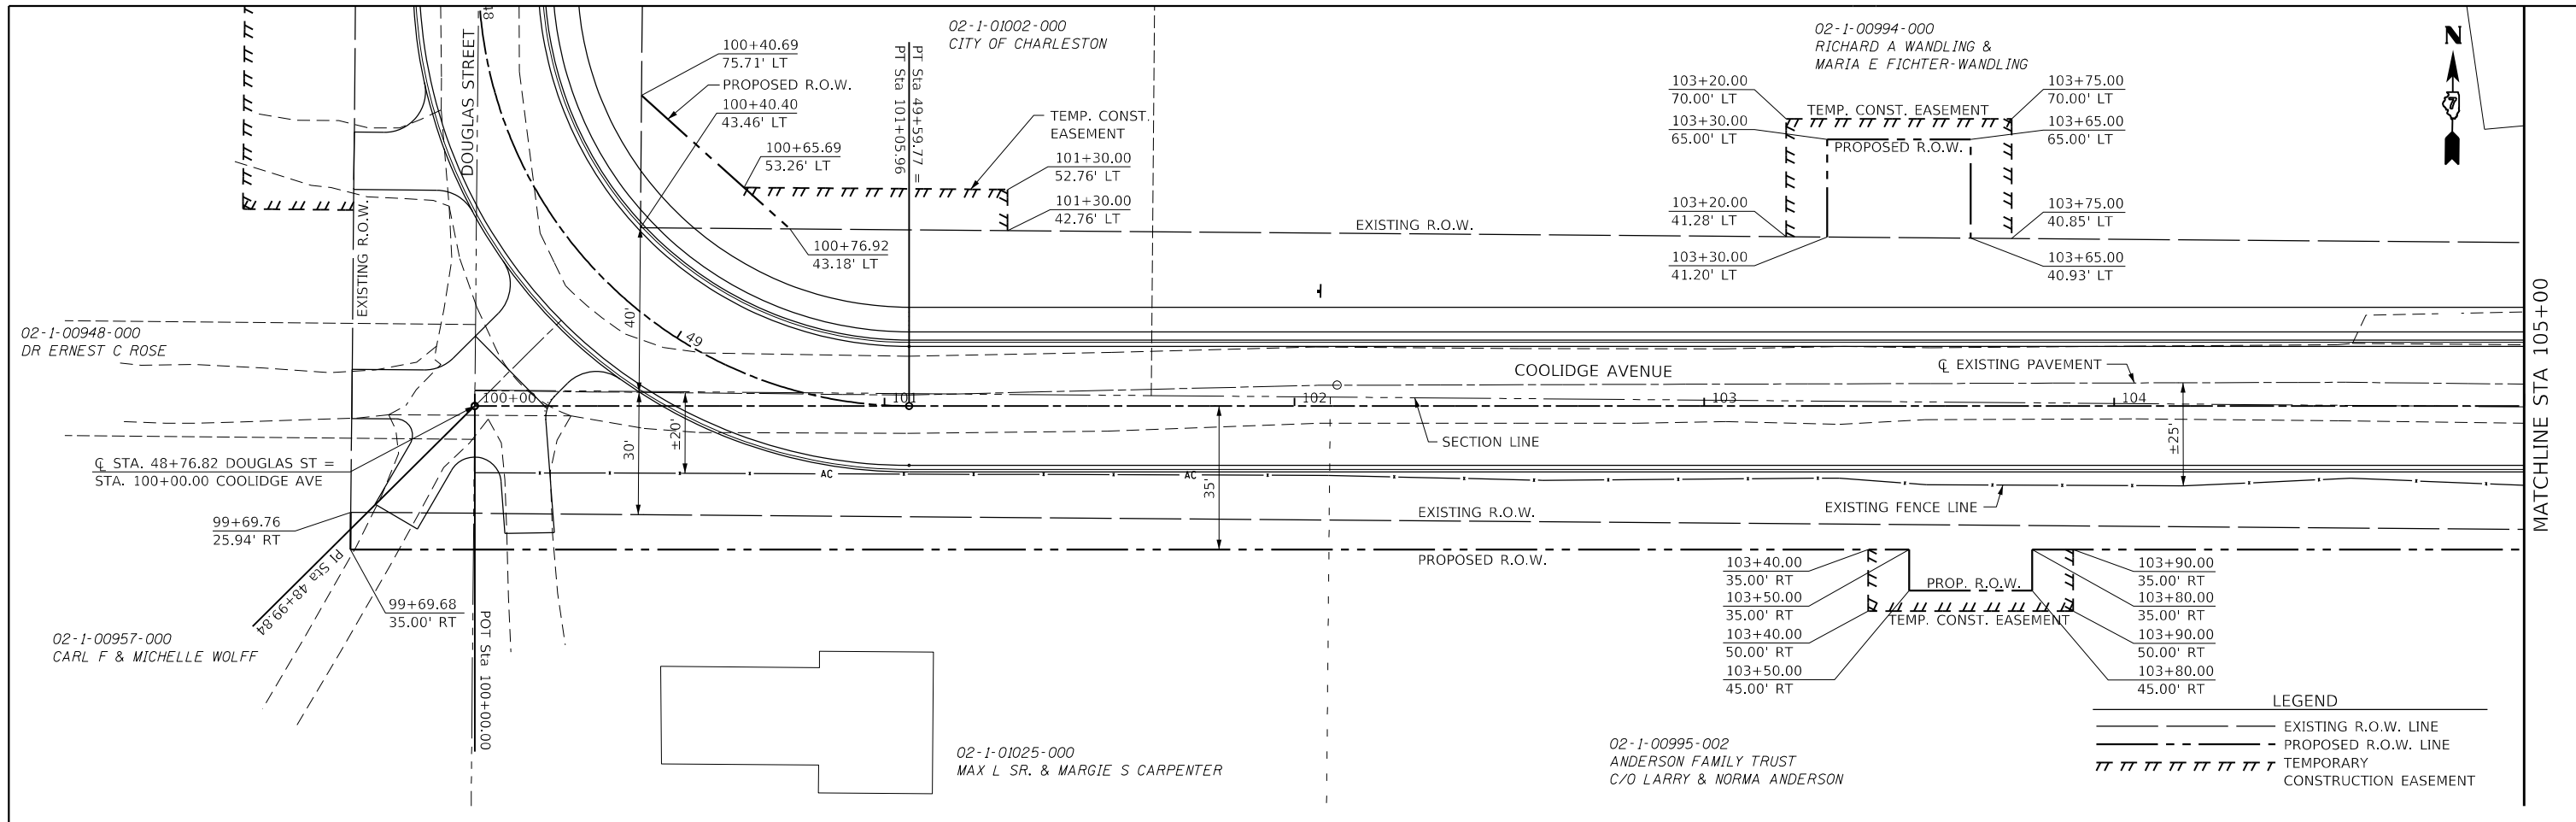 48
DOUGLAS STREET
EXISTING R.O.W.
02-1-01002-000
CITY OF CHARLESTON
100+40.69
75.71' LT
PROPOSED R.O.W.
100+40.40
43.46' LT
100+65.69
53.26' LT
100+76.92
43.18' LT
PT Sta 49+59.77 =
PT Sta 101+05.96
TEMP. CONST.
EASEMENT
101+30.00
52.76' LT
101+30.00
42.76' LT
EXISTING R.O.W.
02-1-00994-000
RICHARD A WANDLING &
MARIA E FICHTER-WANDLING
103+20.00
70.00' LT
103+30.00
65.00' LT
TEMP. CONST. EASEMENT
PROPOSED R.O.W.
103+75.00
70.00' LT
103+65.00
65.00' LT
103+20.00
41.28' LT
103+30.00
41.20' LT
103+75.00
40.85' LT
103+65.00
40.93' LT
N
7
MATCHLINE STA 105+00
02-1-00948-000
DR ERNEST C ROSE
40'
49
COOLIDGE AVENUE
℄ EXISTING PAVEMENT
100+00
101
102
103
104
30'
±20'
35'
±25'
SECTION LINE
℄ STA. 48+76.82 DOUGLAS ST =
STA. 100+00.00 COOLIDGE AVE
AC
AC
EXISTING R.O.W.
EXISTING FENCE LINE
99+69.76
25.94' RT
PI Sta 48+99.84
99+69.68
35.00' RT
POT Sta 100+00.00
PROPOSED R.O.W.
02-1-00957-000
CARL F & MICHELLE WOLFF
02-1-01025-000
MAX L SR. & MARGIE S CARPENTER
103+40.00
35.00' RT
103+50.00
35.00' RT
103+40.00
50.00' RT
103+50.00
45.00' RT
PROP. R.O.W.
TEMP. CONST. EASEMENT
103+90.00
35.00' RT
103+80.00
35.00' RT
103+90.00
50.00' RT
103+80.00
45.00' RT
02-1-00995-002
ANDERSON FAMILY TRUST
C/O LARRY & NORMA ANDERSON
LEGEND
EXISTING R.O.W. LINE
PROPOSED R.O.W. LINE
TEMPORARY
CONSTRUCTION EASEMENT